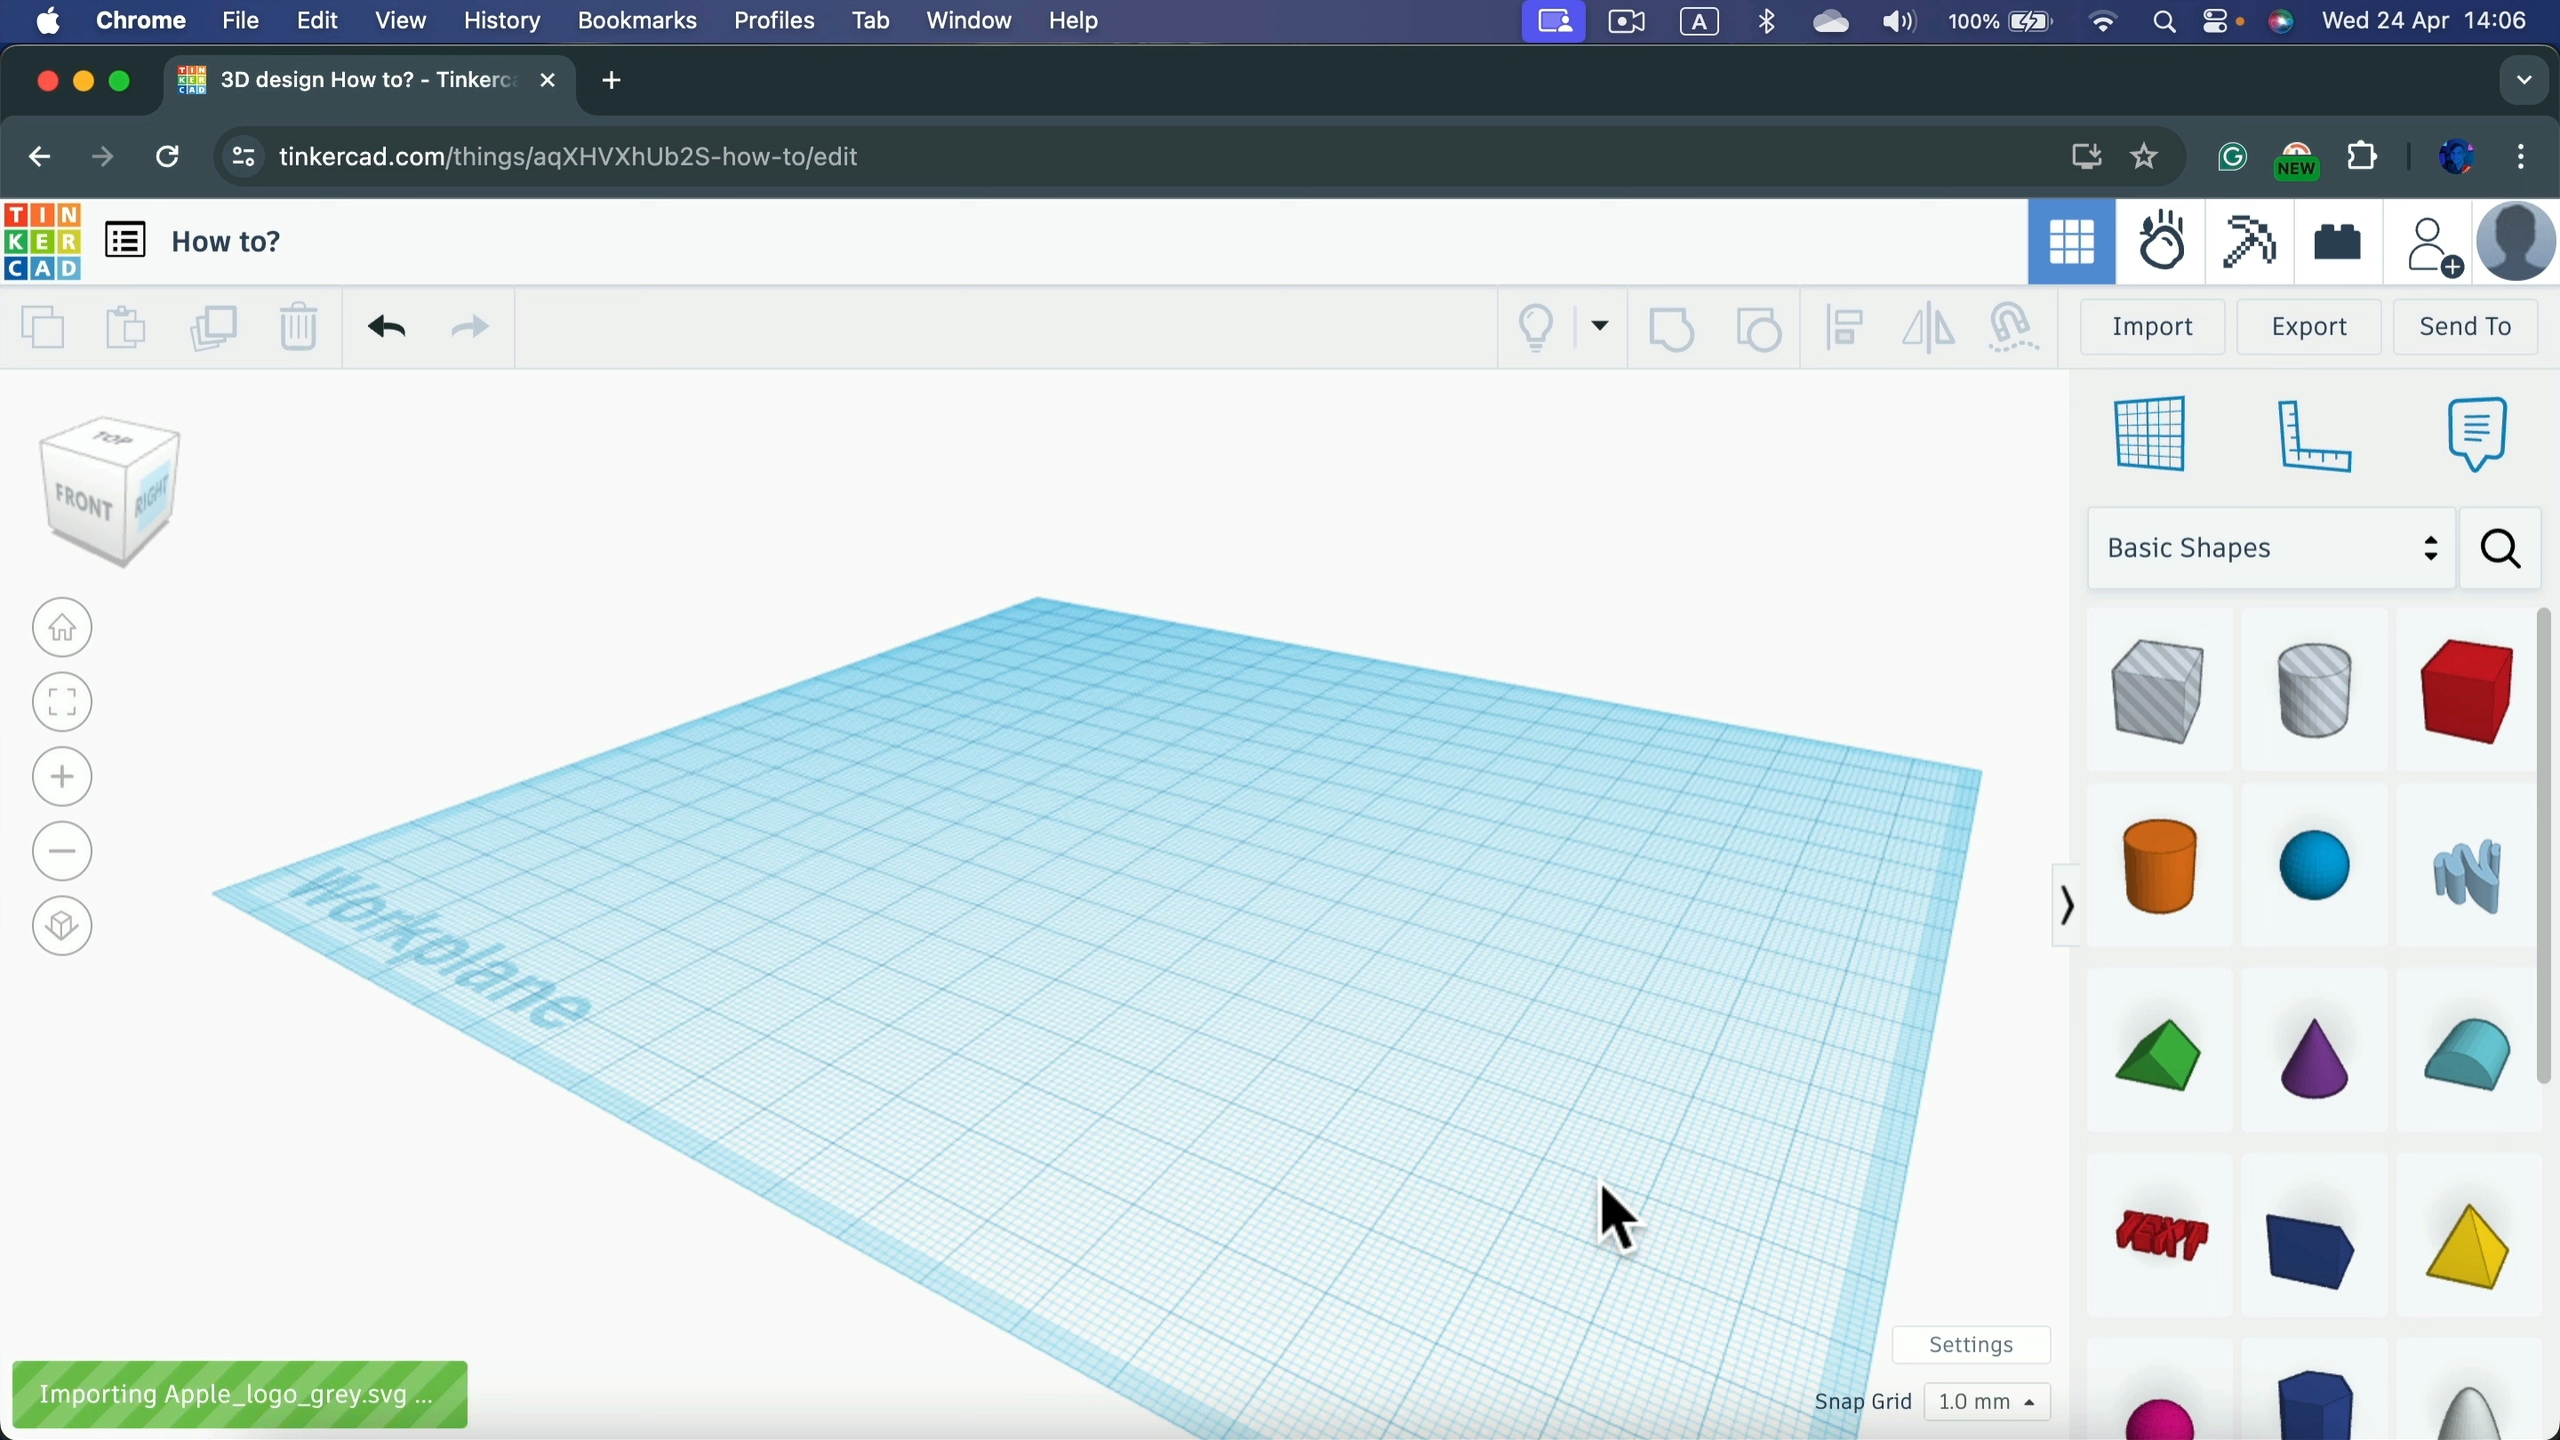 Chrome File Edit View History Bookmarks Profiles Tab Window Help A 100% Wed 24 Apr 14:06
3D design How to? - Tinkerc
tinkercad.com/things/aqXHVXhUb2S-how-to/edit
NEW
TIN
KER
CAD
How to?
Import Export Send To
TOP
FRONT RIGHT
Basic Shapes
Workplane
TEXT
Settings
Importing Apple_logo_grey.svg ...
Snap Grid 1.0 mm